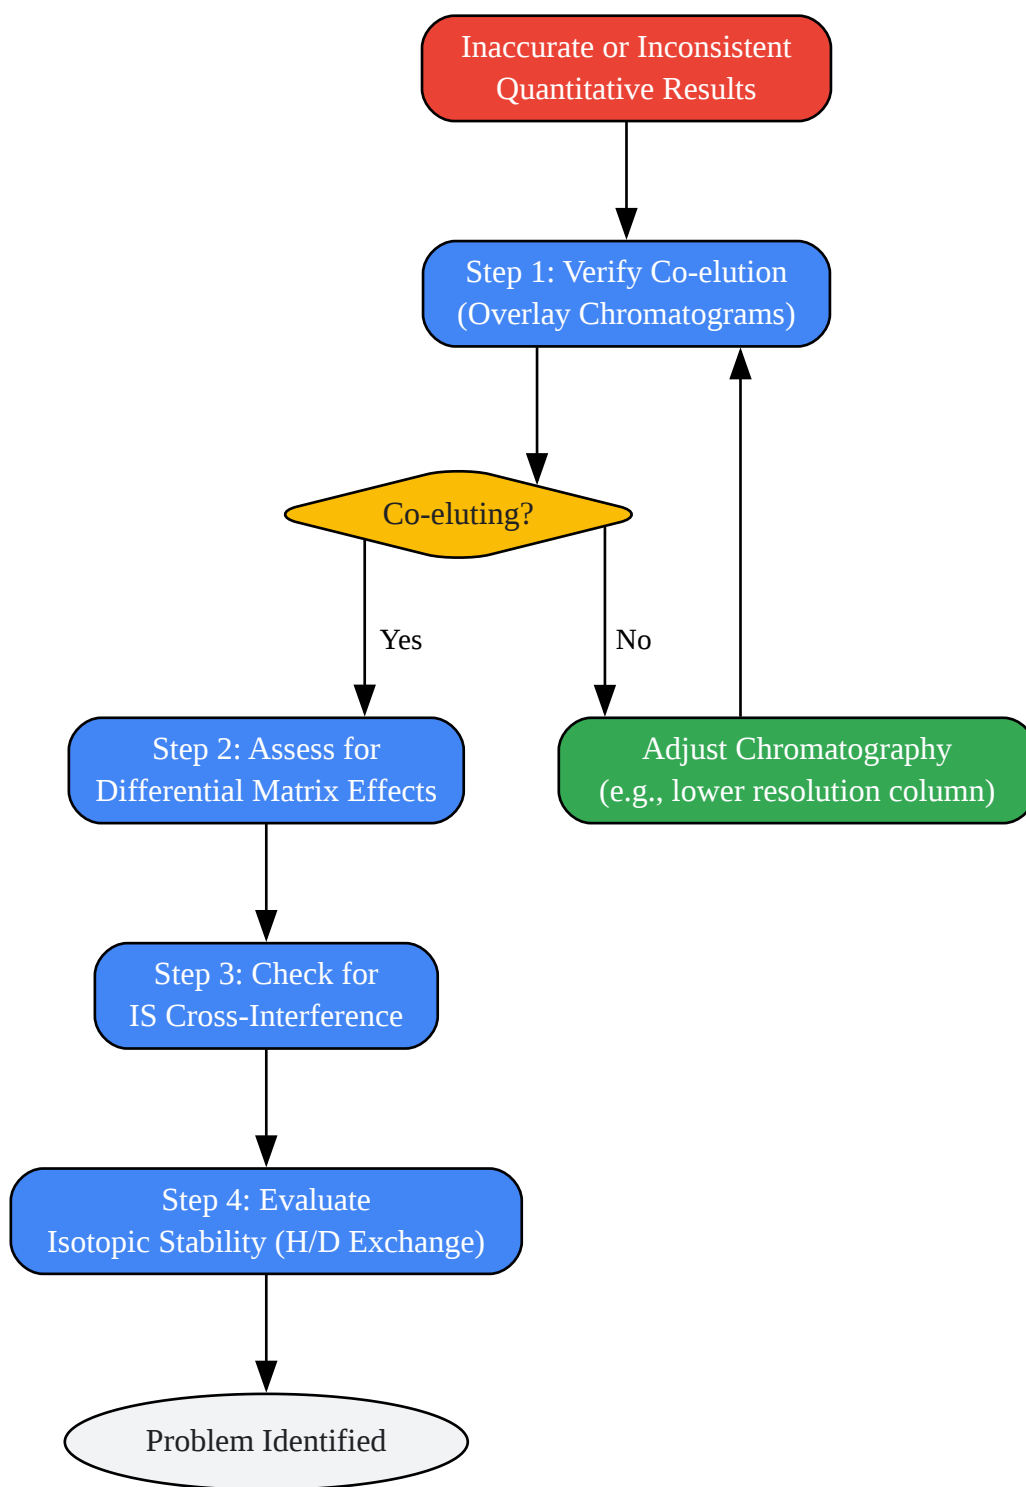 Inaccurate or Inconsistent
Quantitative Results
Step 1: Verify Co-elution
(Overlay Chromatograms)
Co-eluting?
Yes
No
Step 2: Assess for
Differential Matrix Effects
Adjust Chromatography
(e.g., lower resolution column)
Step 3: Check for
IS Cross-Interference
Step 4: Evaluate
Isotopic Stability (H/D Exchange)
Problem Identified